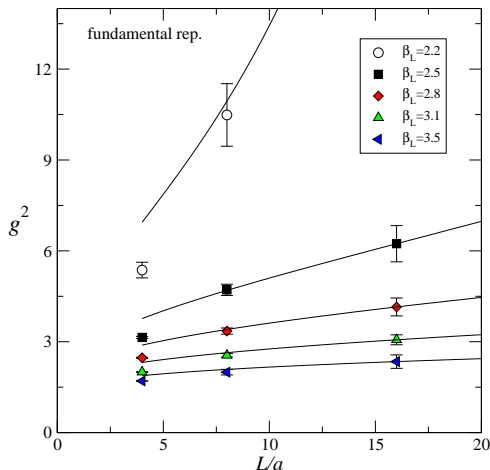 fundamental rep.
β_L=2.2
β_L=2.5
β_L=2.8
β_L=3.1
β_L=3.5
12
9
6
3
0
g²
0 5 10 15 20
L/a